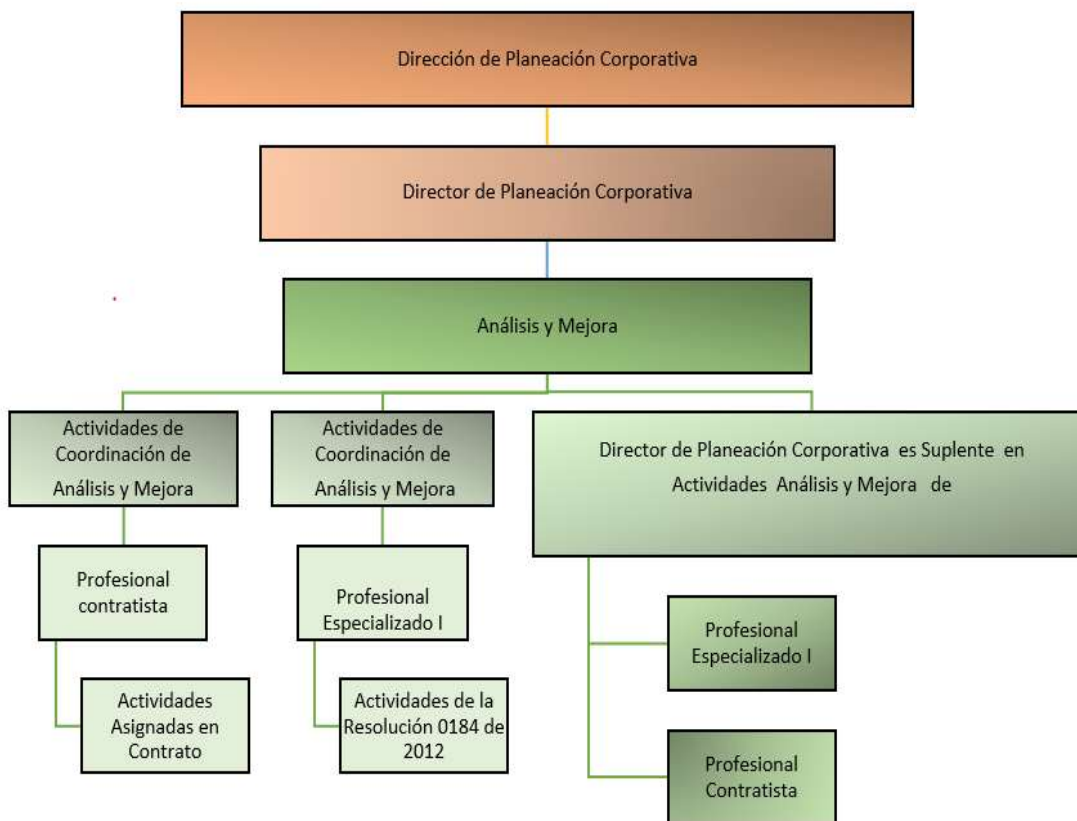 Dirección de Planeación Corporativa
Director de Planeación Corporativa
Análisis y Mejora
Actividades de
Coordinación de
Análisis y Mejora
Actividades de
Coordinación de
Análisis y Mejora
Director de Planeación Corporativa es Suplente en
Actividades Análisis y Mejora de
Profesional
contratista
Profesional
Especializado I
Profesional
Especializado I
Actividades
Asignadas en
Contrato
Actividades de la
Resolución 0184 de
2012
Profesional
Contratista